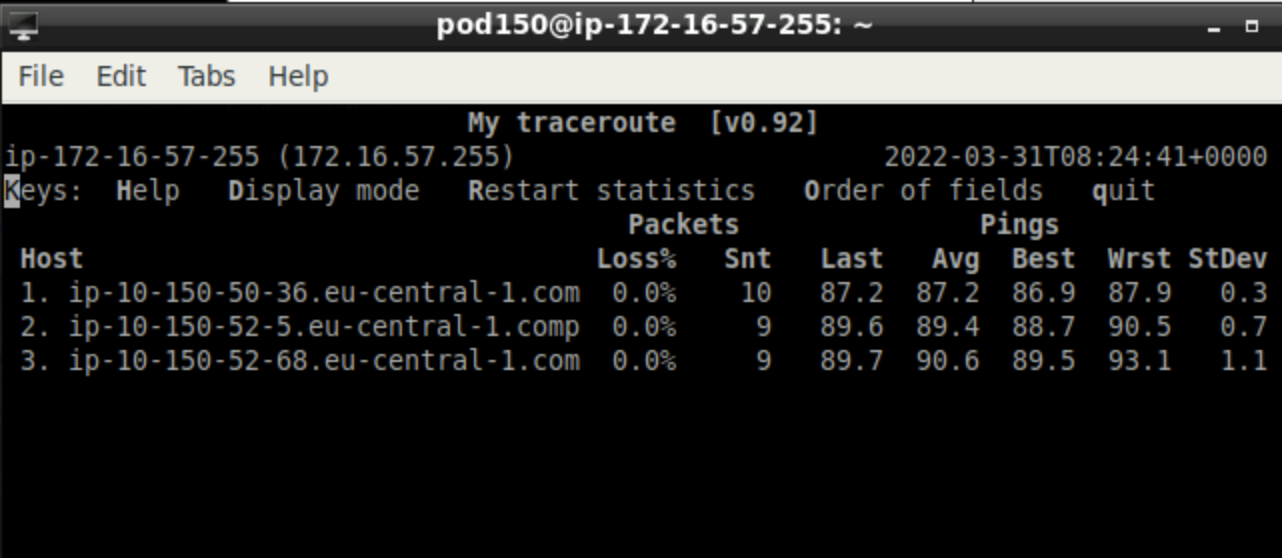 pod150@ip-172-16-57-255: ~
File Edit Tabs Help
My traceroute [v0.92]
ip-172-16-57-255 (172.16.57.255) 2022-03-31T08:24:41+0000
Keys: Help Display mode Restart statistics Order of fields quit
Packets Pings
Host Loss% Snt Last Avg Best Wrst StDev
1. ip-10-150-50-36.eu-central-1.com 0.0% 10 87.2 87.2 86.9 87.9 0.3
2. ip-10-150-52-5.eu-central-1.comp 0.0% 9 89.6 89.4 88.7 90.5 0.7
3. ip-10-150-52-68.eu-central-1.com 0.0% 9 89.7 90.6 89.5 93.1 1.1